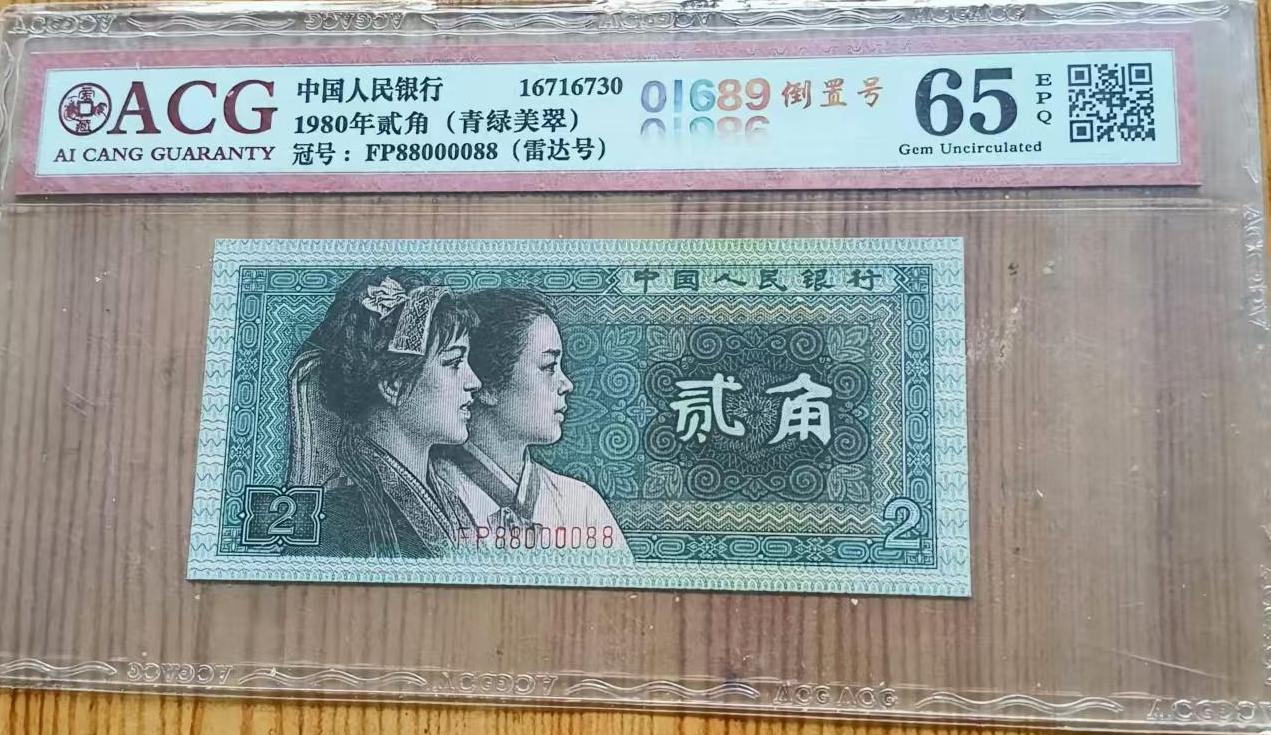 ACG
AI CANG GUARANTY
中国人民银行 16716730
1980年贰角（青绿美翠）
冠号：FP88000088（雷达号）
01689 倒置号
65 EPQ
Gem Uncirculated
中国人民银行
贰角
2
2
FP88000088